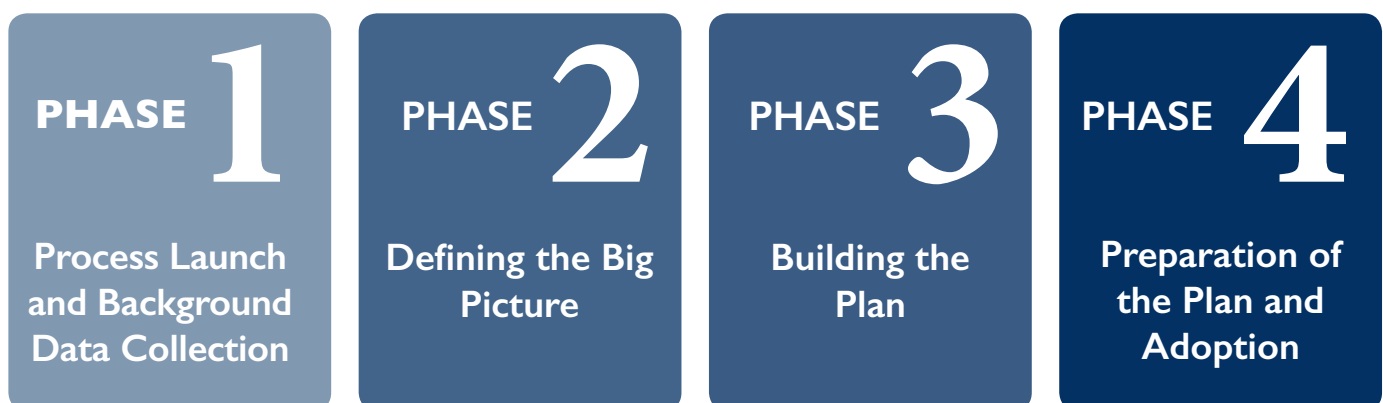 PHASE 1
Process Launch
and Background
Data Collection
PHASE 2
Defining the Big
Picture
PHASE 3
Building the
Plan
PHASE 4
Preparation of
the Plan and
Adoption